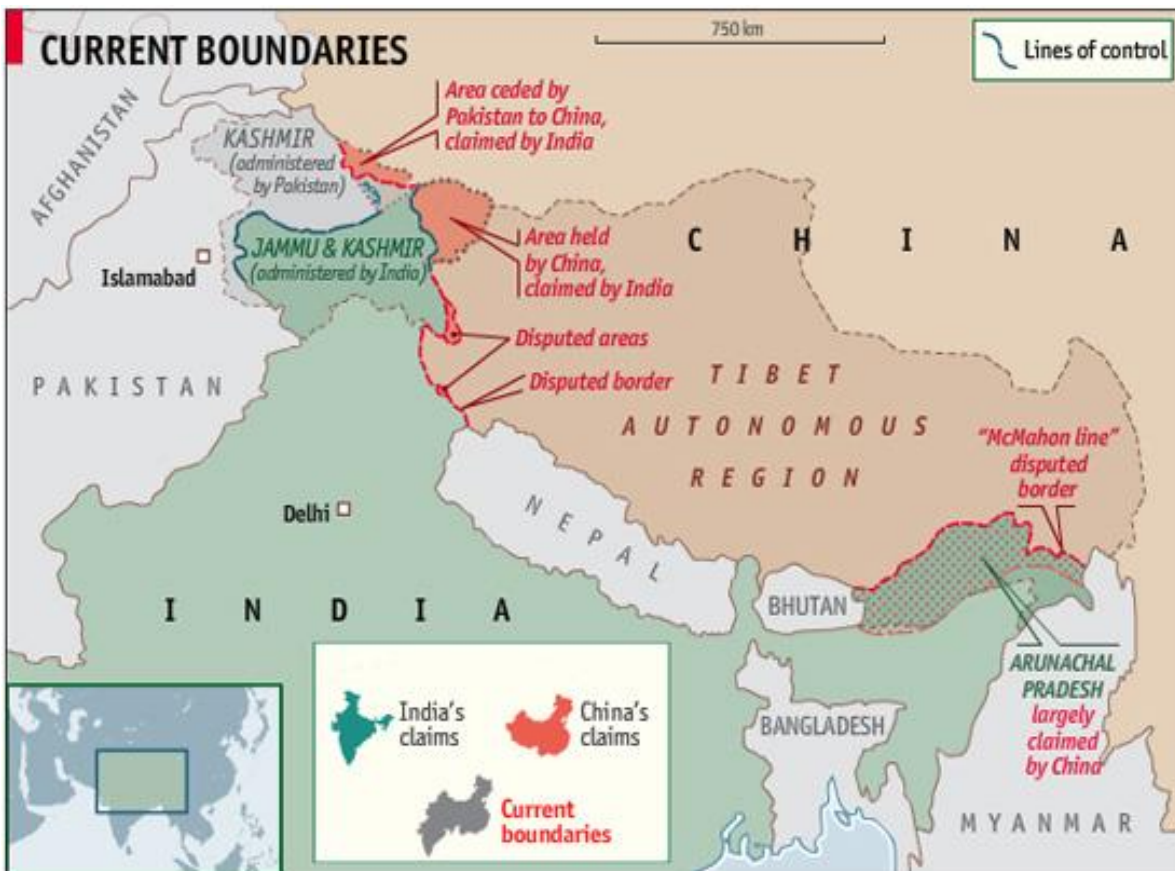 CURRENT BOUNDARIES
750 km
Lines of control
Area ceded by
Pakistan to China,
claimed by India
AFGHANISTAN
KASHMIR
(administered
by Pakistan)
JAMMU & KASHMIR
(administered by India)
Islamabad
Area held
by China,
claimed by India
CHINA
Disputed areas
Disputed border
PAKISTAN
TIBET
AUTONOMOUS
REGION
"McMahon line"
disputed
border
Delhi
NEPAL
BHUTAN
INDIA
ARUNACHAL
PRADESH
largely
claimed
by China
BANGLADESH
MYANMAR
India's
claims
China's
claims
Current
boundaries